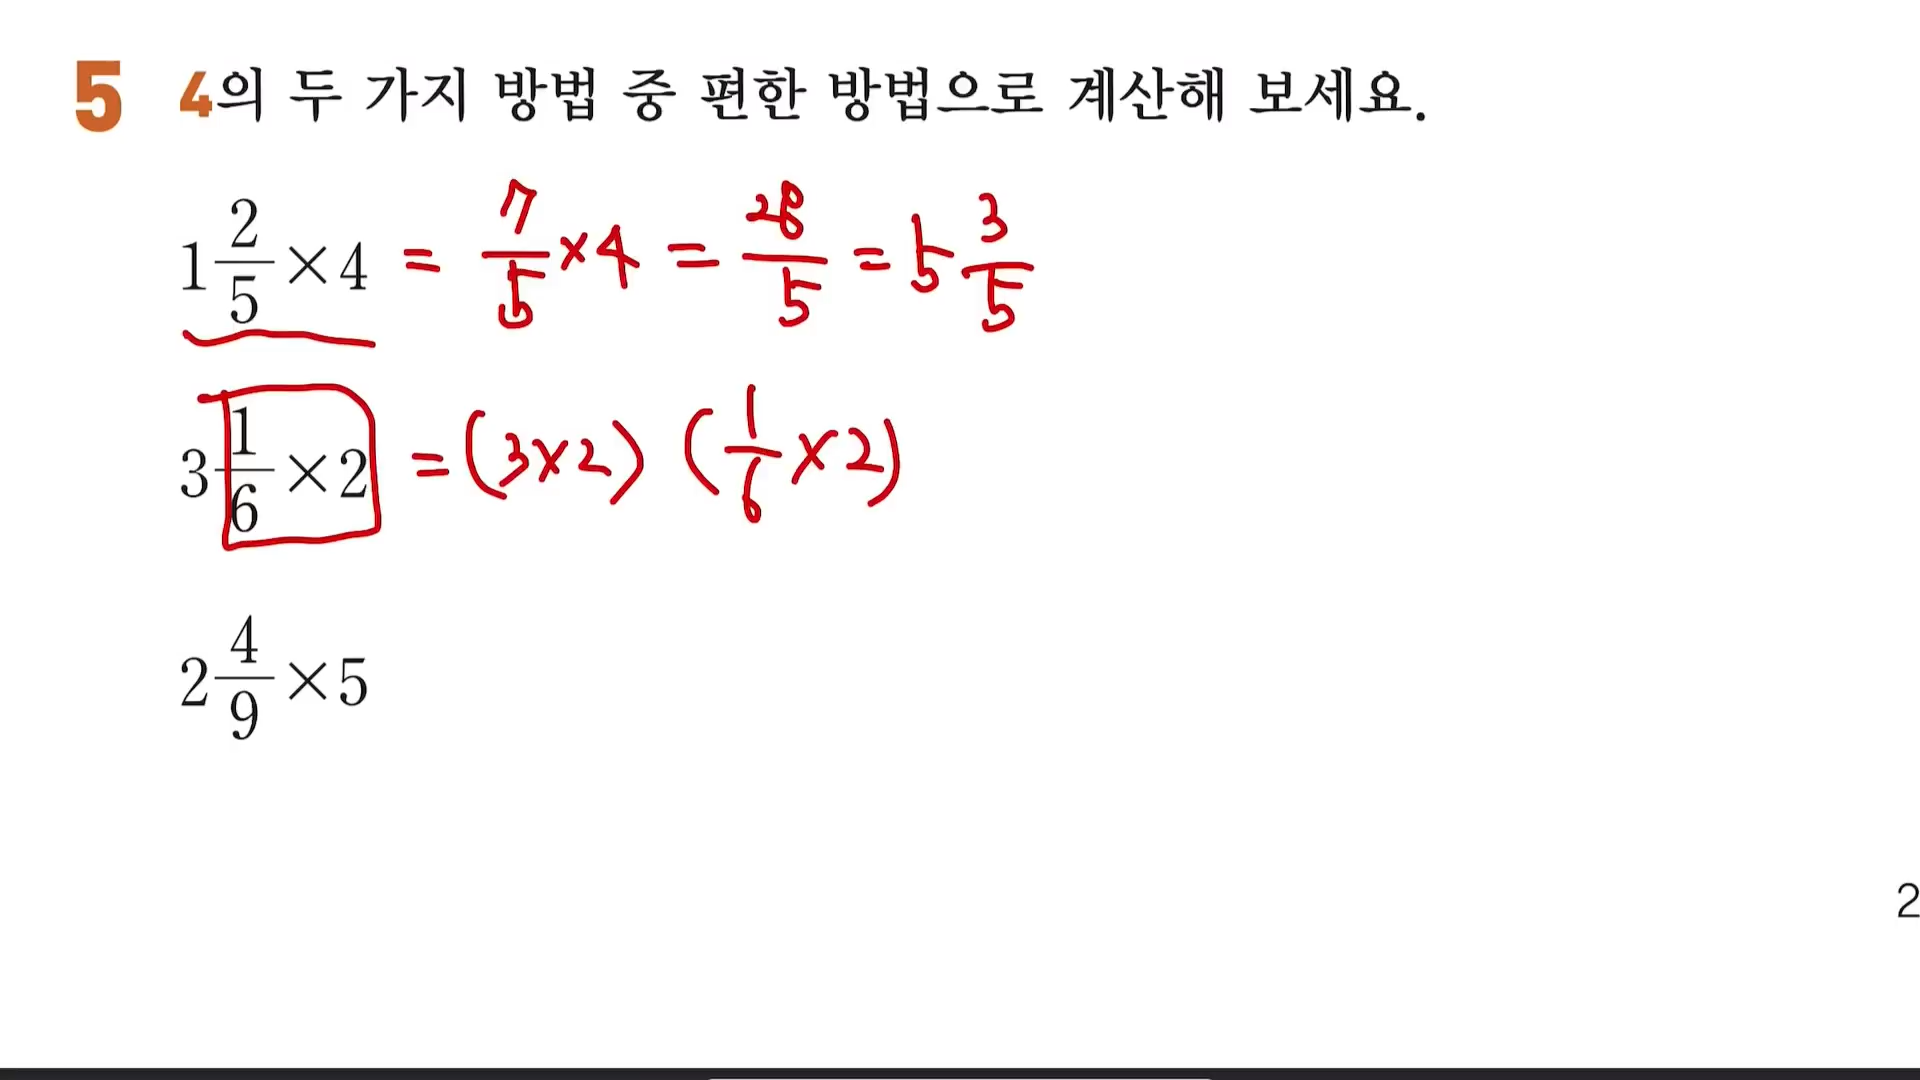 5 4의 두 가지 방법 중 편한 방법으로 계산해 보세요.
1 2/5 × 4 = 7/5 × 4 = 28/5 = 5 3/5
3 1/6 × 2 = (3×2) (1/6 × 2)
2 4/9 × 5
2